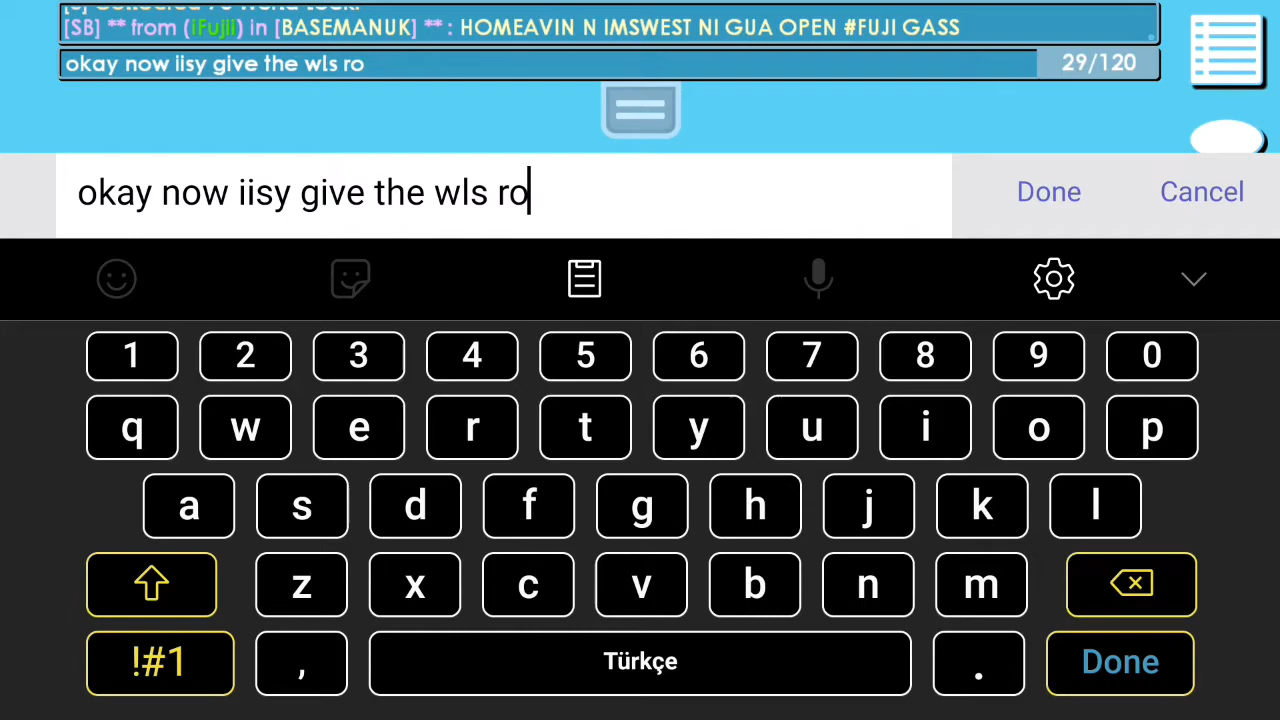 [SB] ** from (iFujii) in [BASEMANUK] ** : HOMEAVIN N IMSWEST NI GUA OPEN #FUJI GASS
okay now iisy give the wls ro 29/120
okay now iisy give the wls ro Done Cancel
1 2 3 4 5 6 7 8 9 0
q w e r t y u i o p
a s d f g h j k l
z x c v b n m
!#1 , Türkçe . Done